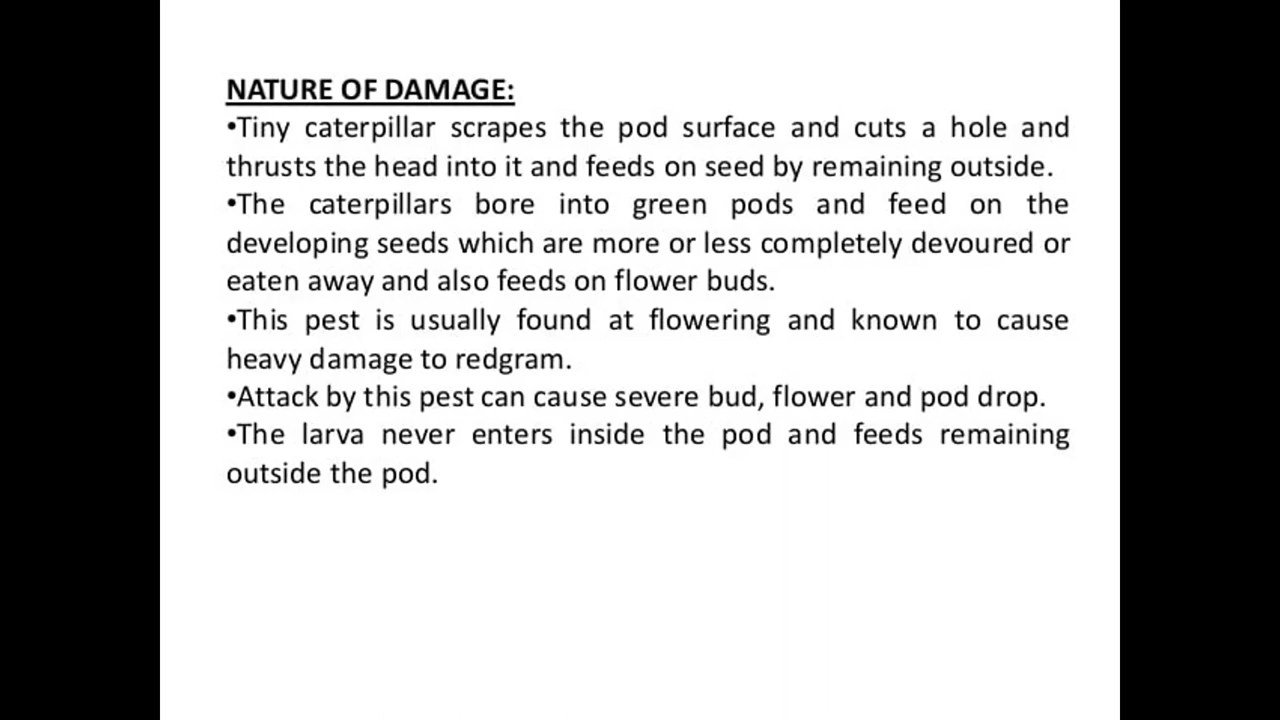 NATURE OF DAMAGE:
•Tiny caterpillar scrapes the pod surface and cuts a hole and
thrusts the head into it and feeds on seed by remaining outside.
•The caterpillars bore into green pods and feed on the
developing seeds which are more or less completely devoured or
eaten away and also feeds on flower buds.
•This pest is usually found at flowering and known to cause
heavy damage to redgram.
•Attack by this pest can cause severe bud, flower and pod drop.
•The larva never enters inside the pod and feeds remaining
outside the pod.